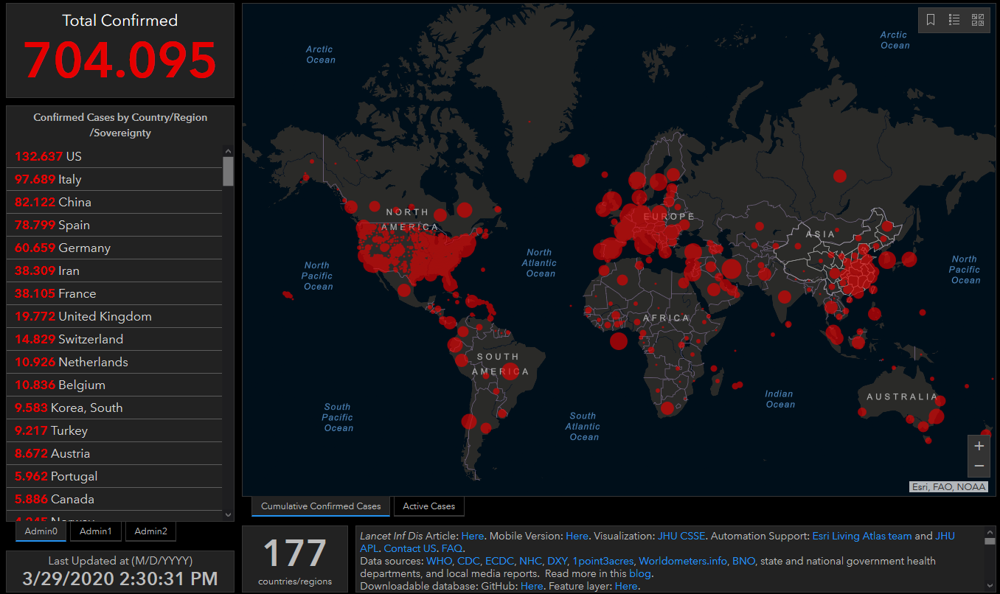 Total Confirmed
704.095
Confirmed Cases by Country/Region
/Sovereignty
132.637 US
97.689 Italy
82.122 China
78.799 Spain
60.659 Germany
38.309 Iran
38.105 France
19.772 United Kingdom
14.829 Switzerland
10.926 Netherlands
10.836 Belgium
9.583 Korea, South
9.217 Turkey
8.672 Austria
5.962 Portugal
5.886 Canada
Admin0
Admin1
Admin2
Last Updated at (M/D/YYYY)
3/29/2020 2:30:31 PM
Arctic
Ocean
Arctic
Ocean
NORTH
AMERICA
EUROPE
ASIA
North
Pacific
Ocean
North
Atlantic
Ocean
North
Pacific
Ocean
AFRICA
SOUTH
AMERICA
South
Pacific
Ocean
South
Atlantic
Ocean
Indian
Ocean
AUSTRALIA
+
−
Esri, FAO, NOAA
Cumulative Confirmed Cases
Active Cases
177
countries/regions
Lancet Inf Dis Article: Here. Mobile Version: Here. Visualization: JHU CSSE. Automation Support: Esri Living Atlas team and JHU
APL. Contact US. FAQ.
Data sources: WHO, CDC, ECDC, NHC, DXY, 1point3acres, Worldometers.info, BNO, state and national government health
departments, and local media reports.  Read more in this blog.
Downloadable database: GitHub: Here. Feature layer: Here.